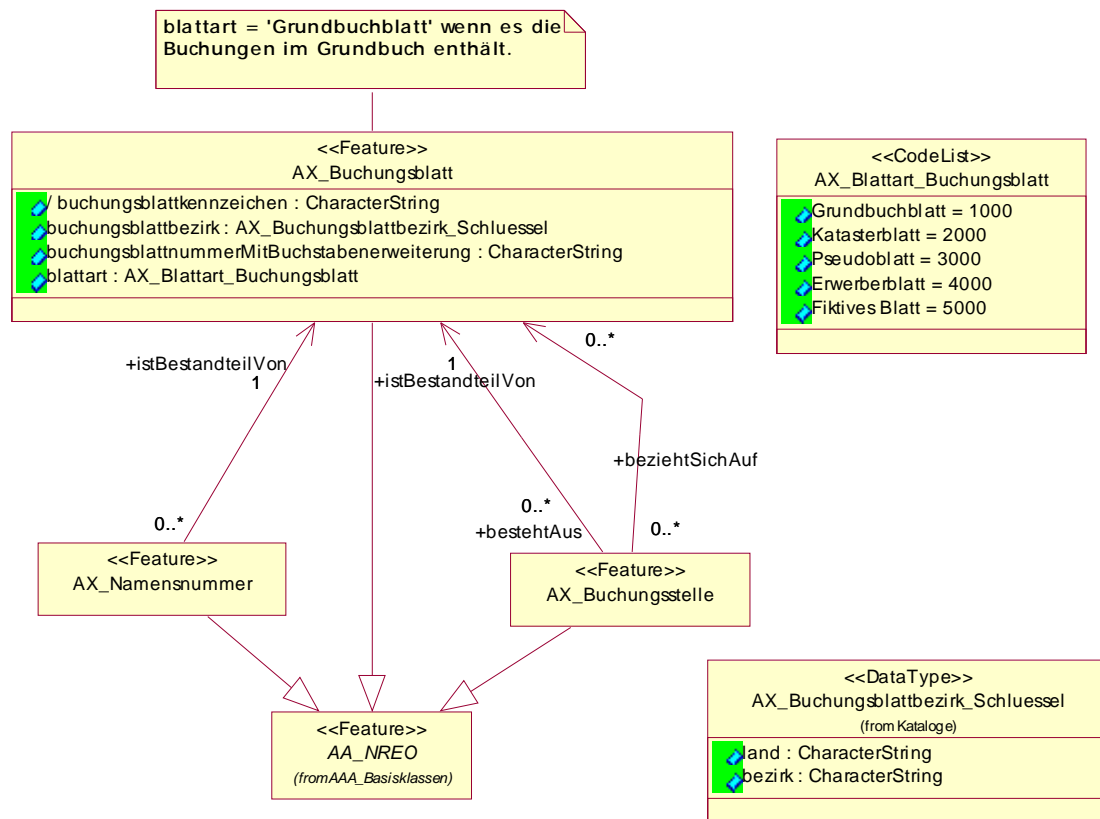 blattart = 'Grundbuchblatt' wenn es die
Buchungen im Grundbuch enthält.
<<Feature>>
AX_Buchungsblatt
/ buchungsblattkennzeichen : CharacterString
buchungsblattbezirk : AX_Buchungsblattbezirk_Schluessel
buchungsblattnummerMitBuchstabenerweiterung : CharacterString
blattart : AX_Blattart_Buchungsblatt
<<CodeList>>
AX_Blattart_Buchungsblatt
Grundbuchblatt = 1000
Katasterblatt = 2000
Pseudoblatt = 3000
Erwerberblatt = 4000
Fiktives Blatt = 5000
+istBestandteilVon
1
+istBestandteilVon
1
0..*
+beziehtSichAuf
0..*
0..*
+bestehtAus
0..*
<<Feature>>
AX_Namensnummer
<<Feature>>
AX_Buchungsstelle
<<Feature>>
AA_NREO
(from AAA_Basisklassen)
<<DataType>>
AX_Buchungsblattbezirk_Schluessel
(from Kataloge)
land : CharacterString
bezirk : CharacterString